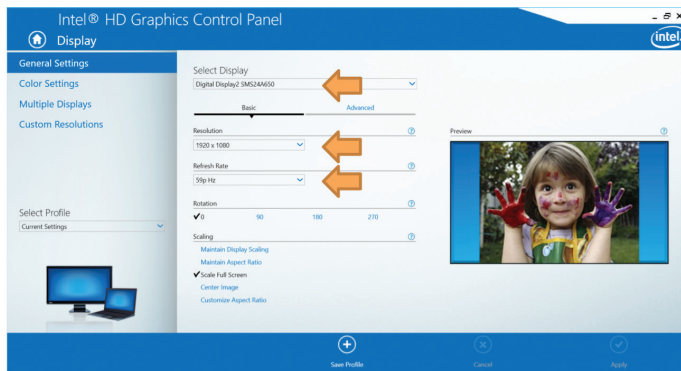 Intel® HD Graphics Control Panel
Display
intel
General Settings
Color Settings
Multiple Displays
Custom Resolutions
Select Profile
Current Settings
Select Display
Digital Display2 SMS24A650
Basic
Advanced
Resolution
?
1920 x 1080
Refresh Rate
?
59p Hz
Rotation
?
✓0 90 180 270
Scaling
?
Maintain Display Scaling
Maintain Aspect Ratio
✓Scale Full Screen
Center Image
Customize Aspect Ratio
Preview
?
Save Profile
Cancel
Apply